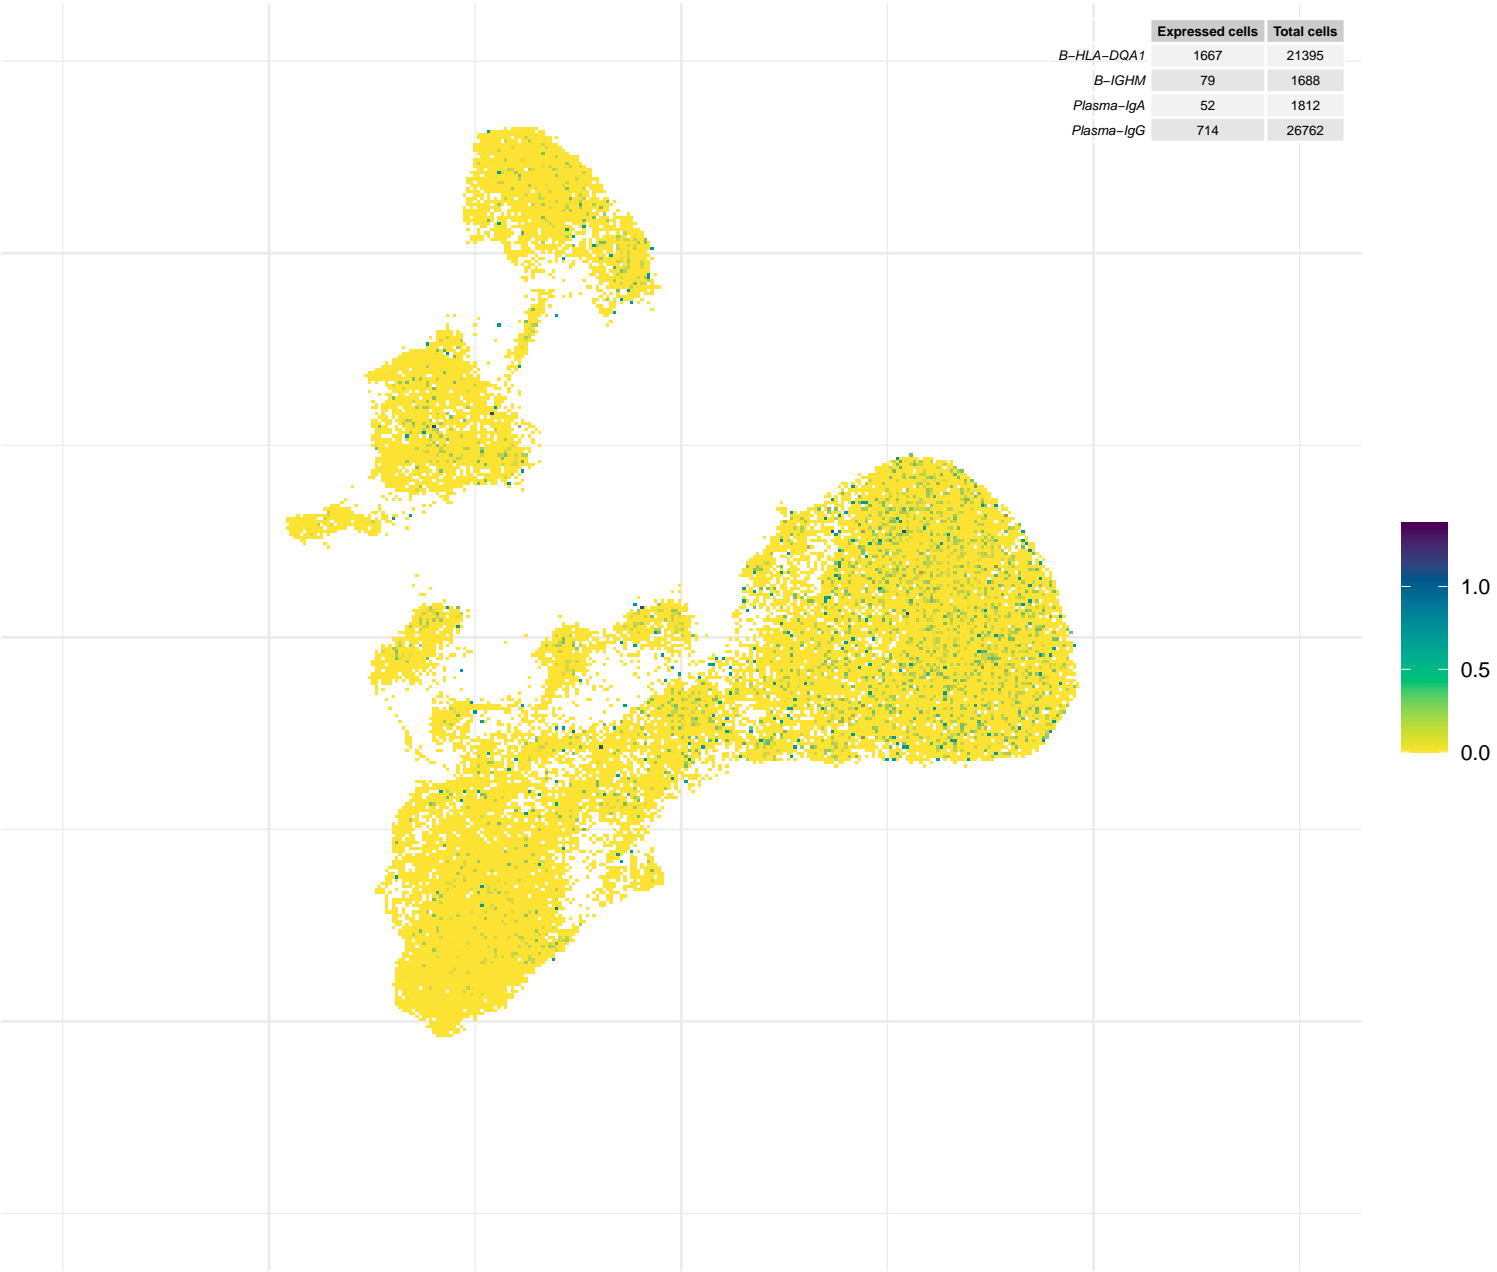 Expressed cells Total cells
B−HLA−DQA1 1667 21395
B−IGHM 79 1688
Plasma−IgA 52 1812
Plasma−IgG 714 26762
1.0
0.5
0.0